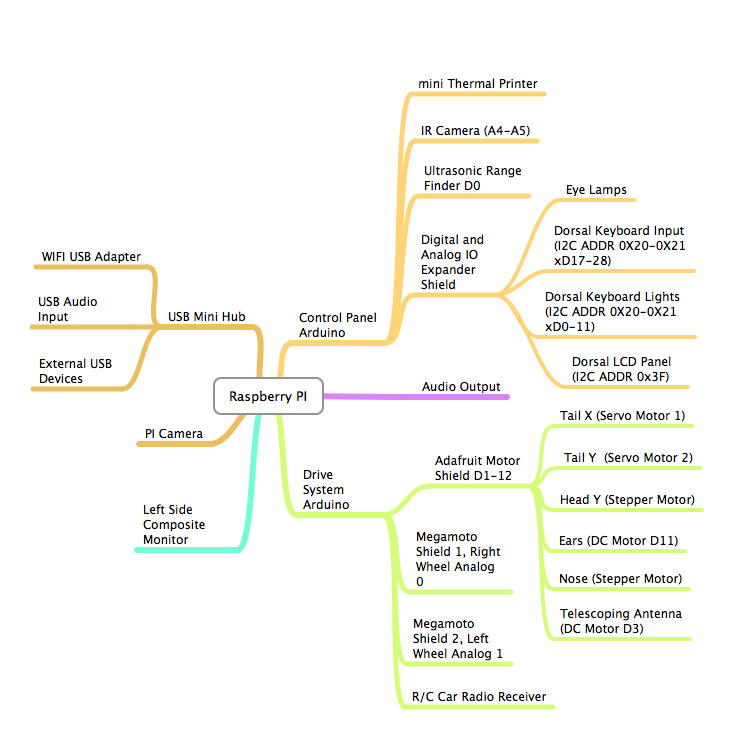 mini Thermal Printer
IR Camera (A4-A5)
Ultrasonic Range
Finder D0
Eye Lamps
Digital and
Analog IO
Expander
Shield
Dorsal Keyboard Input
(I2C ADDR 0X20-0X21
xD17-28)
WIFI USB Adapter
USB Audio
Input
USB Mini Hub
Control Panel
Arduino
Dorsal Keyboard Lights
(I2C ADDR 0X20-0X21
xD0-11)
External USB
Devices
Dorsal LCD Panel
(I2C ADDR 0x3F)
Raspberry PI
Audio Output
PI Camera
Tail X (Servo Motor 1)
Left Side
Composite
Monitor
Drive
System
Arduino
Adafruit Motor
Shield D1-12
Tail Y  (Servo Motor 2)
Head Y (Stepper Motor)
Megamoto
Shield 1, Right
Wheel Analog
0
Ears (DC Motor D11)
Nose (Stepper Motor)
Telescoping Antenna
(DC Motor D3)
Megamoto
Shield 2, Left
Wheel Analog 1
R/C Car Radio Receiver